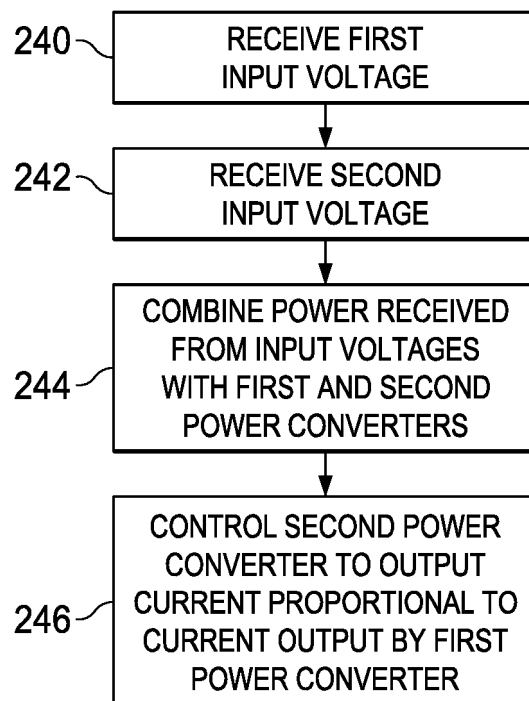 240
RECEIVE FIRST
INPUT VOLTAGE
242
RECEIVE SECOND
INPUT VOLTAGE
244
COMBINE POWER RECEIVED
FROM INPUT VOLTAGES
WITH FIRST AND SECOND
POWER CONVERTERS
246
CONTROL SECOND POWER
CONVERTER TO OUTPUT
CURRENT PROPORTIONAL TO
CURRENT OUTPUT BY FIRST
POWER CONVERTER